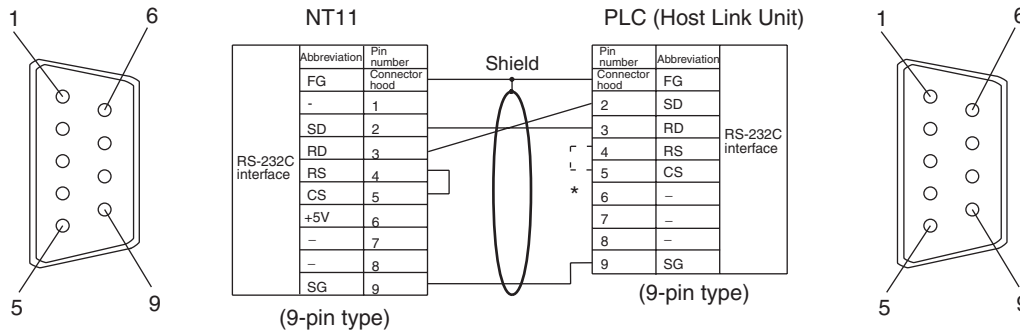 NT11
PLC (Host Link Unit)
1
6
5
9
Abbreviation
Pin number
FG
Connector hood
-
1
SD
2
RD
3
RS
4
CS
5
+5V
6
–
7
–
8
SG
9
RS-232C interface
(9-pin type)
Shield
*
Pin number
Abbreviation
Connector hood
FG
2
SD
3
RD
4
RS
5
CS
6
–
7
–
8
–
9
SG
RS-232C interface
(9-pin type)
1
6
5
9